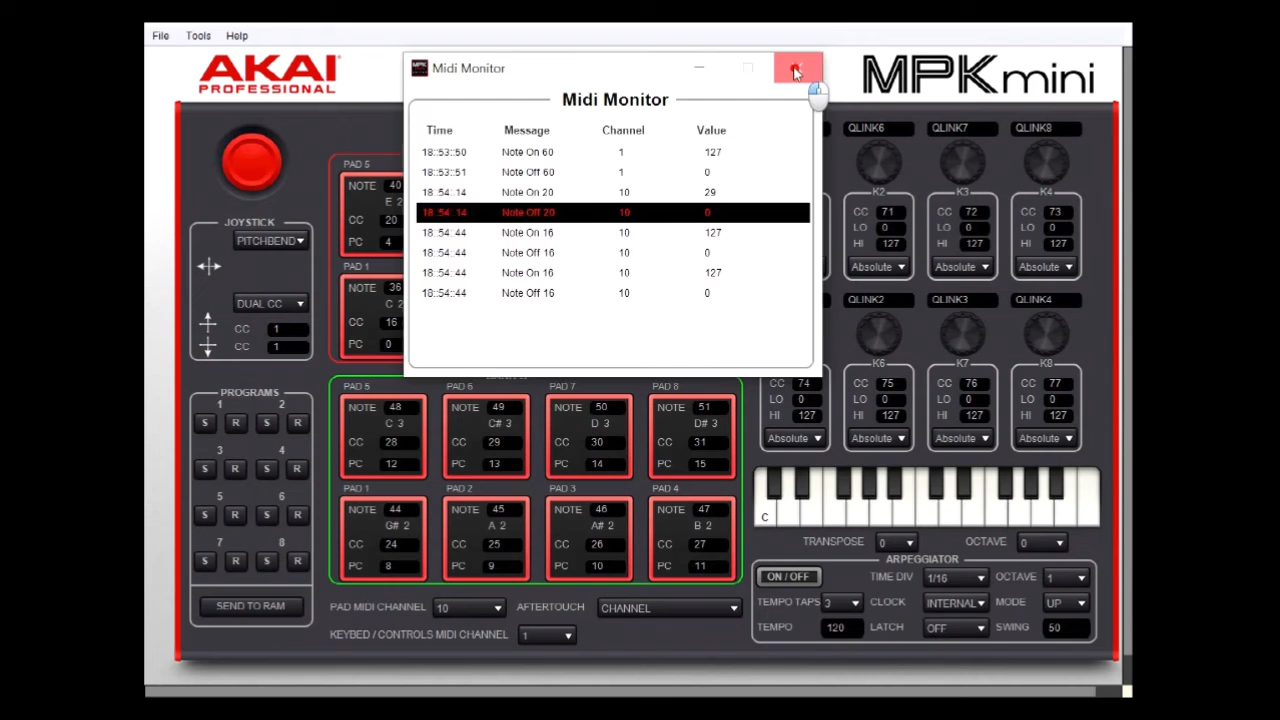 File Tools Help
AKAI
PROFESSIONAL
MPKmini
MPK
Midi Monitor
Midi Monitor
Time Message Channel Value
18::53::50 Note On 60 1 127
18::53::51 Note Off 60 1 0
18::54::14 Note On 20 10 29
18::54::14 Note Off 20 10 0
18::54::44 Note On 16 10 127
18::54::44 Note Off 16 10 0
18::54::44 Note On 16 10 127
18::54::44 Note Off 16 10 0
JOYSTICK
PITCHBEND
DUAL CC
CC 1
CC 1
PAD 5
NOTE 40
E 2
CC 20
PC 4
PAD 1
NOTE 36
C 2
CC 16
PC 0
QLINK6 QLINK7 QLINK8
K2 K3 K4
CC 71 CC 72 CC 73
LO 0 LO 0 LO 0
HI 127 HI 127 HI 127
Absolute Absolute Absolute
QLINK2 QLINK3 QLINK4
K6 K7 K8
CC 74 CC 75 CC 76 CC 77
LO 0 LO 0 LO 0 LO 0
HI 127 HI 127 HI 127 HI 127
Absolute Absolute Absolute Absolute
PROGRAMS
1 2
S R S R
3 4
S R S R
5 6
S R S R
7 8
S R S R
SEND TO RAM
PAD 5 PAD 6 PAD 7 PAD 8
NOTE 48 NOTE 49 NOTE 50 NOTE 51
C 3 C# 3 D 3 D# 3
CC 28 CC 29 CC 30 CC 31
PC 12 PC 13 PC 14 PC 15
PAD 1 PAD 2 PAD 3 PAD 4
NOTE 44 NOTE 45 NOTE 46 NOTE 47
G# 2 A 2 A# 2 B 2
CC 24 CC 25 CC 26 CC 27
PC 8 PC 9 PC 10 PC 11
PAD MIDI CHANNEL 10 AFTERTOUCH CHANNEL
KEYBED / CONTROLS MIDI CHANNEL 1
C
TRANSPOSE 0 OCTAVE 0
ARPEGGIATOR
ON / OFF TIME DIV 1/16 OCTAVE 1
TEMPO TAPS 3 CLOCK INTERNAL MODE UP
TEMPO 120 LATCH OFF SWING 50